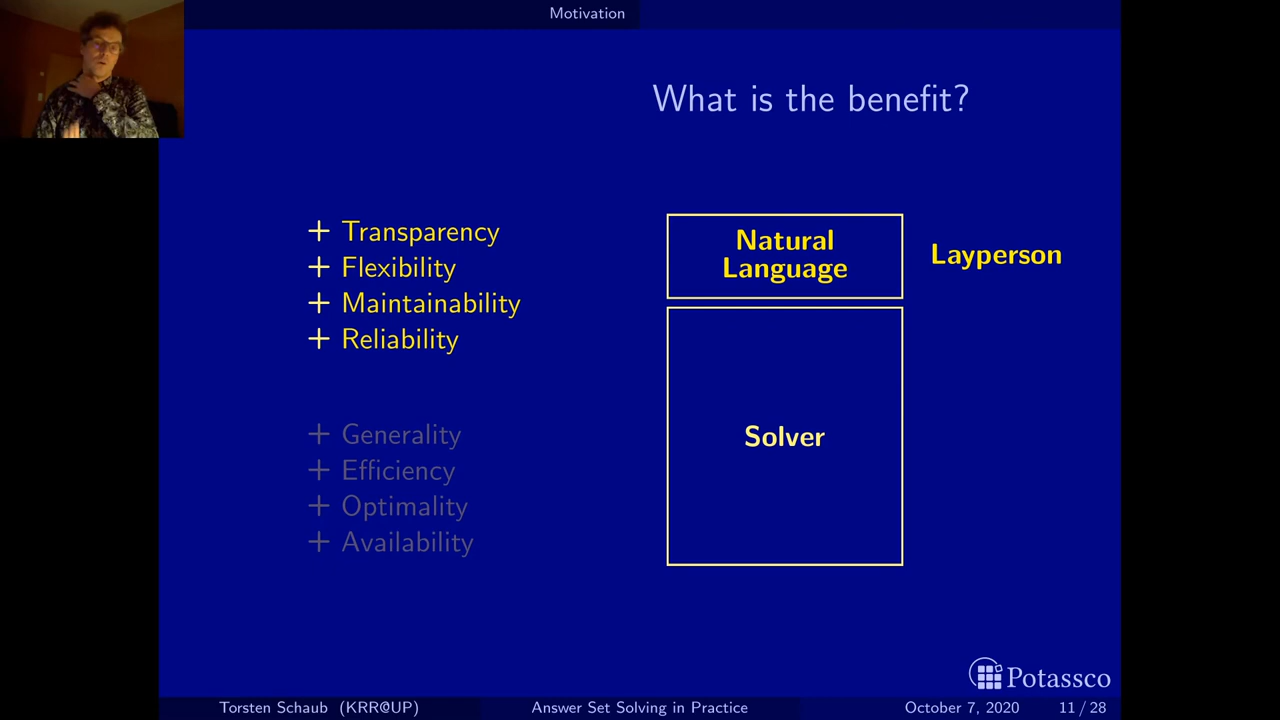 Motivation
What is the benefit?
+ Transparency
+ Flexibility
+ Maintainability
+ Reliability
+ Generality
+ Efficiency
+ Optimality
+ Availability
Natural
Language
Layperson
Solver
Potassco
Torsten Schaub (KRR@UP) Answer Set Solving in Practice October 7, 2020 11 / 28